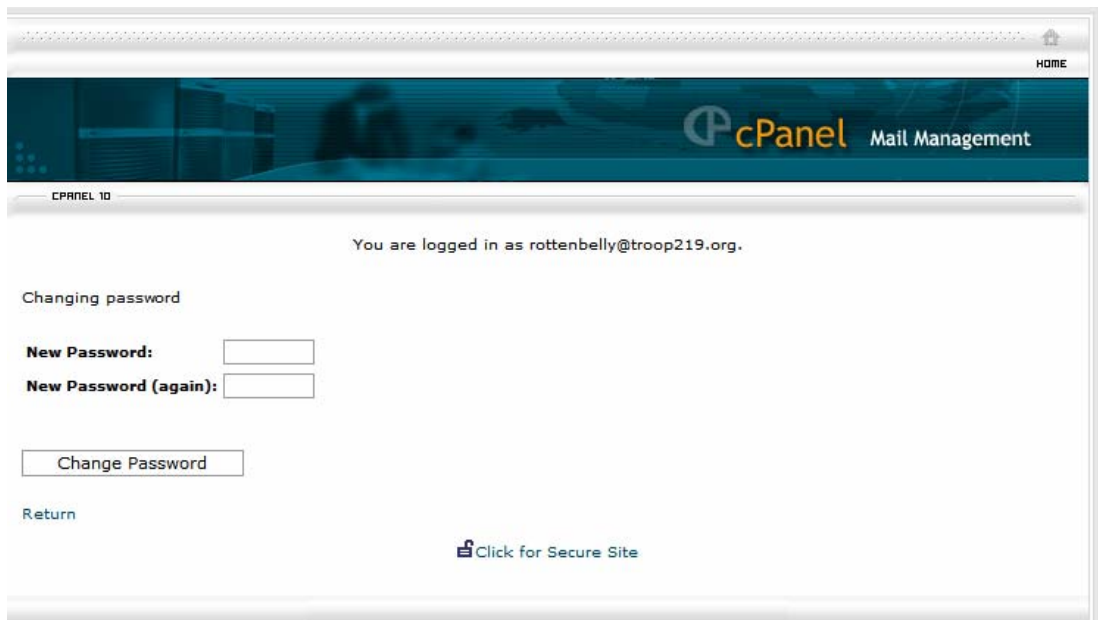 HOME
cPanel Mail Management
CPANEL 10
You are logged in as rottenbelly@troop219.org.
Changing password
New Password:
New Password (again):
Change Password
Return
Click for Secure Site